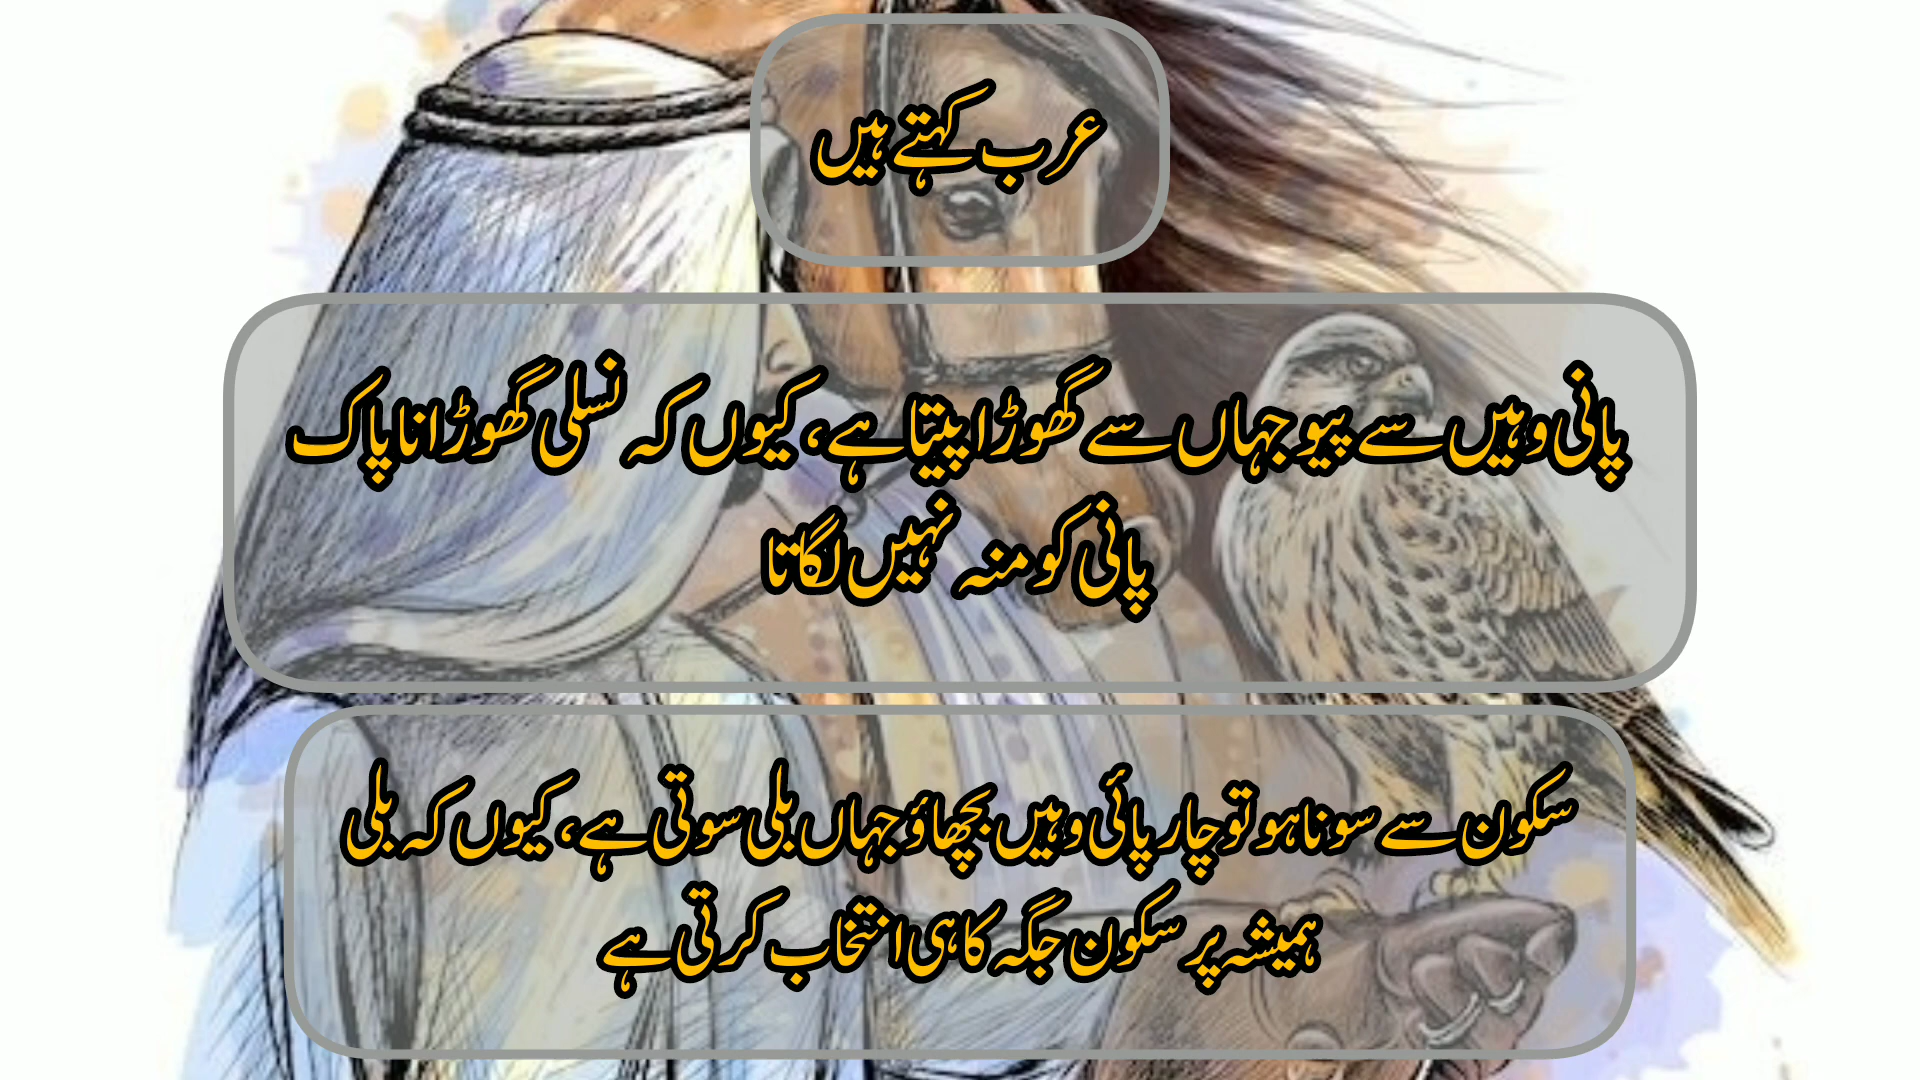 عرب کہتے ہیں
پانی وہیں سے پیو جہاں سے گھوڑا پیتا ہے، کیوں کہ نسلی گھوڑا ناپاک
پانی کو منہ نہیں لگاتا
سکون سے سونا ہو تو چارپائی وہیں بچھاؤ جہاں بلی سوتی ہے، کیوں کہ بلی
ہمیشہ پر سکون جگہ کا ہی انتخاب کرتی ہے